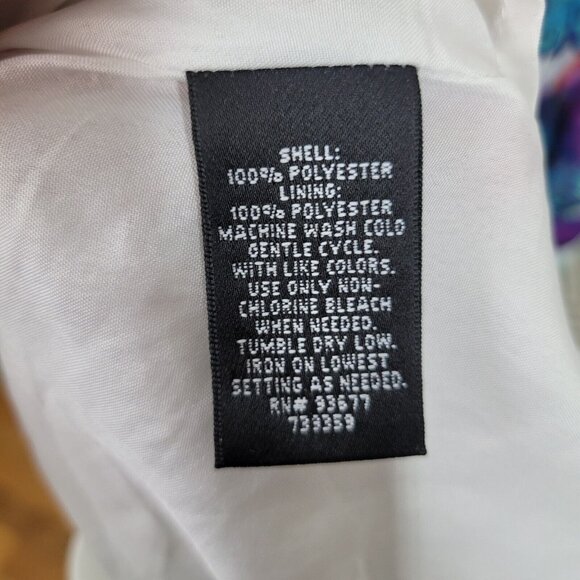 SHELL:
100% POLYESTER
LINING:
100% POLYESTER
MACHINE WASH COLD
GENTLE CYCLE.
WITH LIKE COLORS.
USE ONLY NON-
CHLORINE BLEACH
WHEN NEEDED.
TUMBLE DRY LOW.
IRON ON LOWEST
SETTING AS NEEDED.
RN# 93677
739359